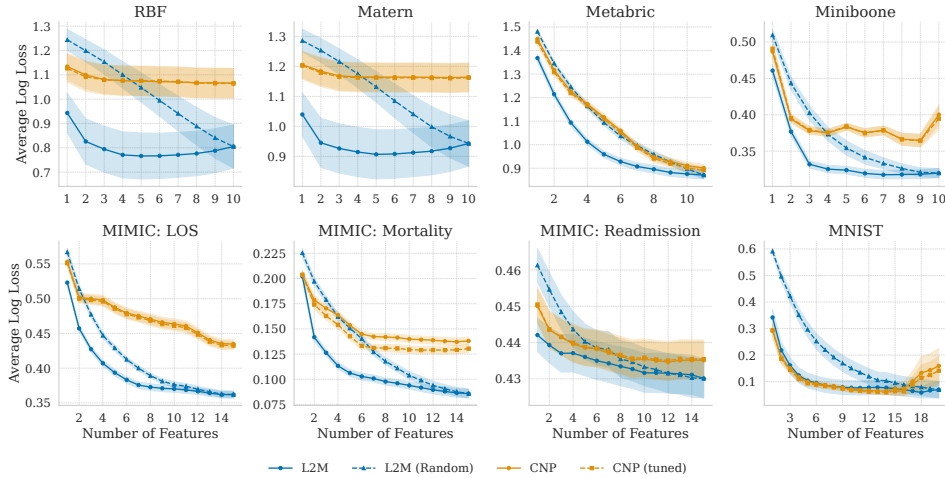 RBF
Matern
Metabric
Miniboone
Average Log Loss
1.3
1.2
1.1
1.0
0.9
0.8
0.7
1 2 3 4 5 6 7 8 9 10
1.3
1.2
1.1
1.0
0.9
1 2 3 4 5 6 7 8 9 10
1.5
1.4
1.3
1.2
1.1
1.0
0.9
2 4 6 8 10
0.50
0.45
0.40
0.35
1 2 3 4 5 6 7 8 9 10
MIMIC: LOS
MIMIC: Mortality
MIMIC: Readmission
MNIST
Average Log Loss
0.55
0.50
0.45
0.40
0.35
2 4 6 8 10 12 14
Number of Features
0.225
0.200
0.175
0.150
0.125
0.100
0.075
2 4 6 8 10 12 14
Number of Features
0.46
0.45
0.44
0.43
2 4 6 8 10 12 14
Number of Features
0.6
0.5
0.4
0.3
0.2
0.1
3 6 9 12 15 18
Number of Features
L2M
L2M (Random)
CNP
CNP (tuned)